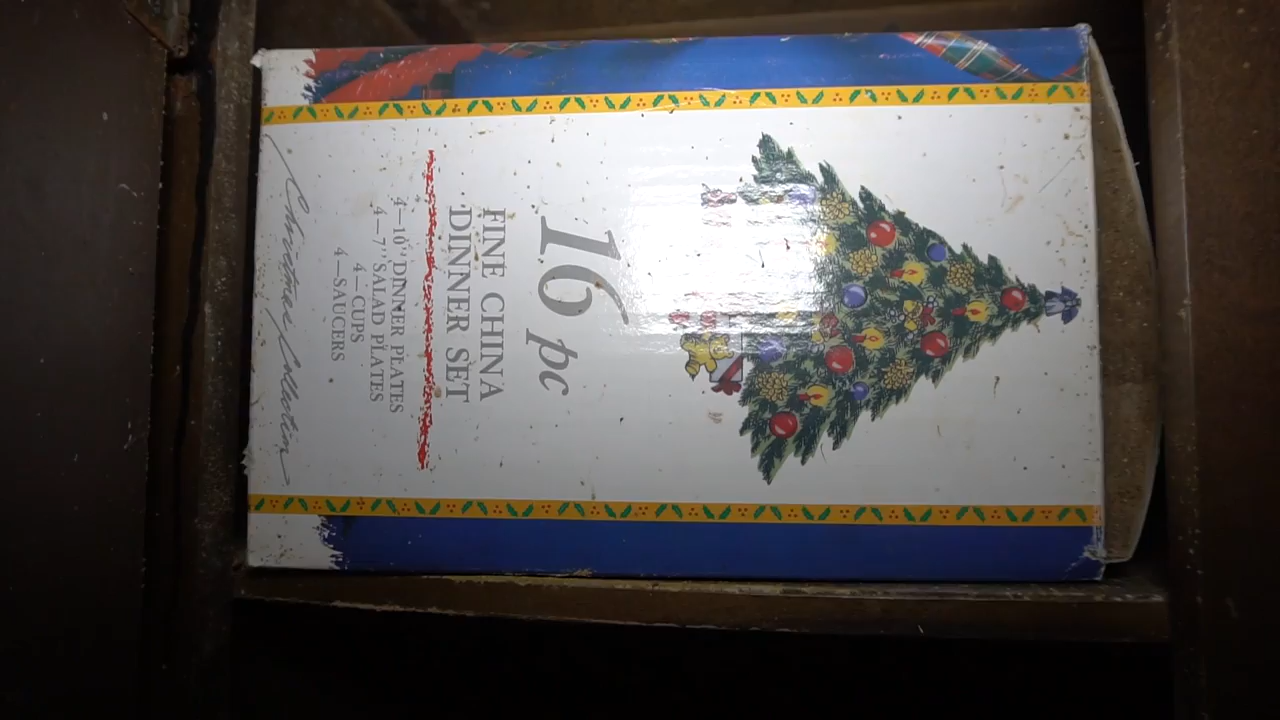 16 pc
FINE CHINA
DINNER SET
4—10" DINNER PLATES
4—7" SALAD PLATES
4—CUPS
4—SAUCERS
Christmas Collection